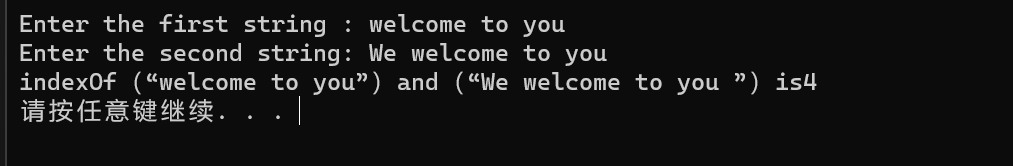 Enter the first string : welcome to you
Enter the second string: We welcome to you
indexOf (“welcome to you”) and (“We welcome to you ”) is4
请按任意键继续. . .